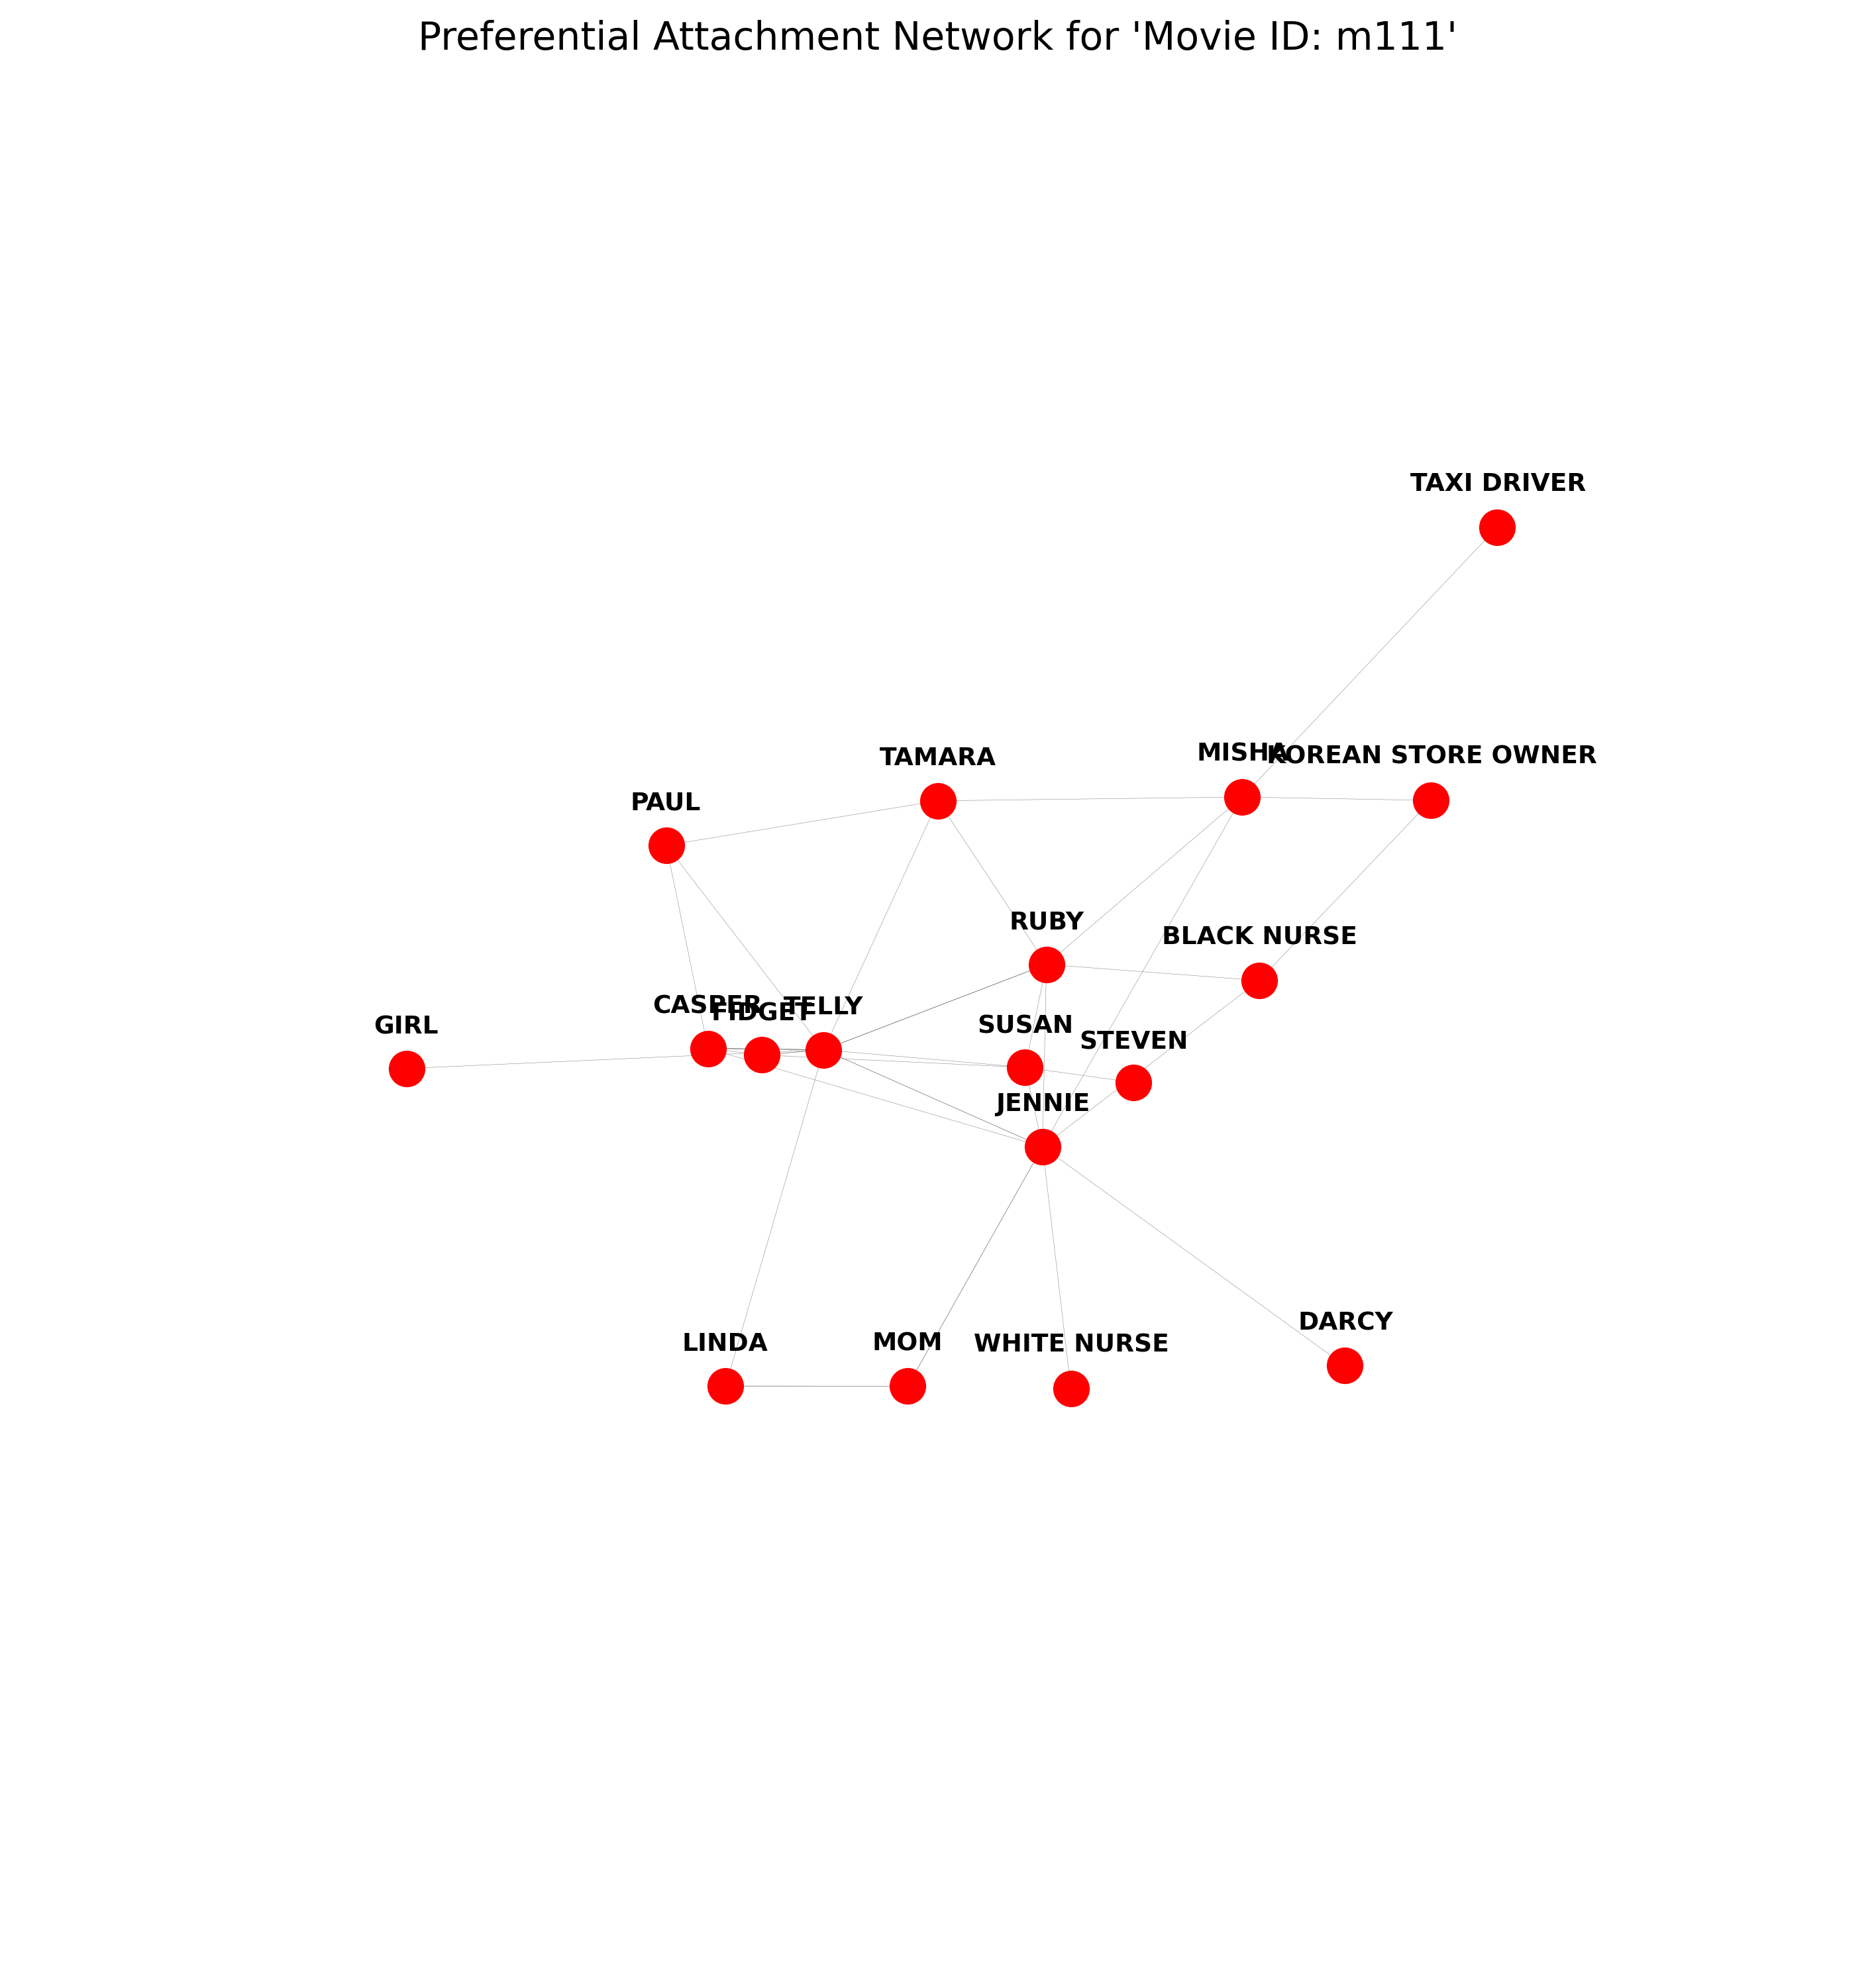 Preferential Attachment Network for 'Movie ID: m111'
TAXI DRIVER
TAMARA
MISHA
KOREAN STORE OWNER
PAUL
RUBY
BLACK NURSE
CASPER
FIDGET
TELLY
GIRL
SUSAN
STEVEN
JENNIE
DARCY
LINDA
MOM
WHITE NURSE